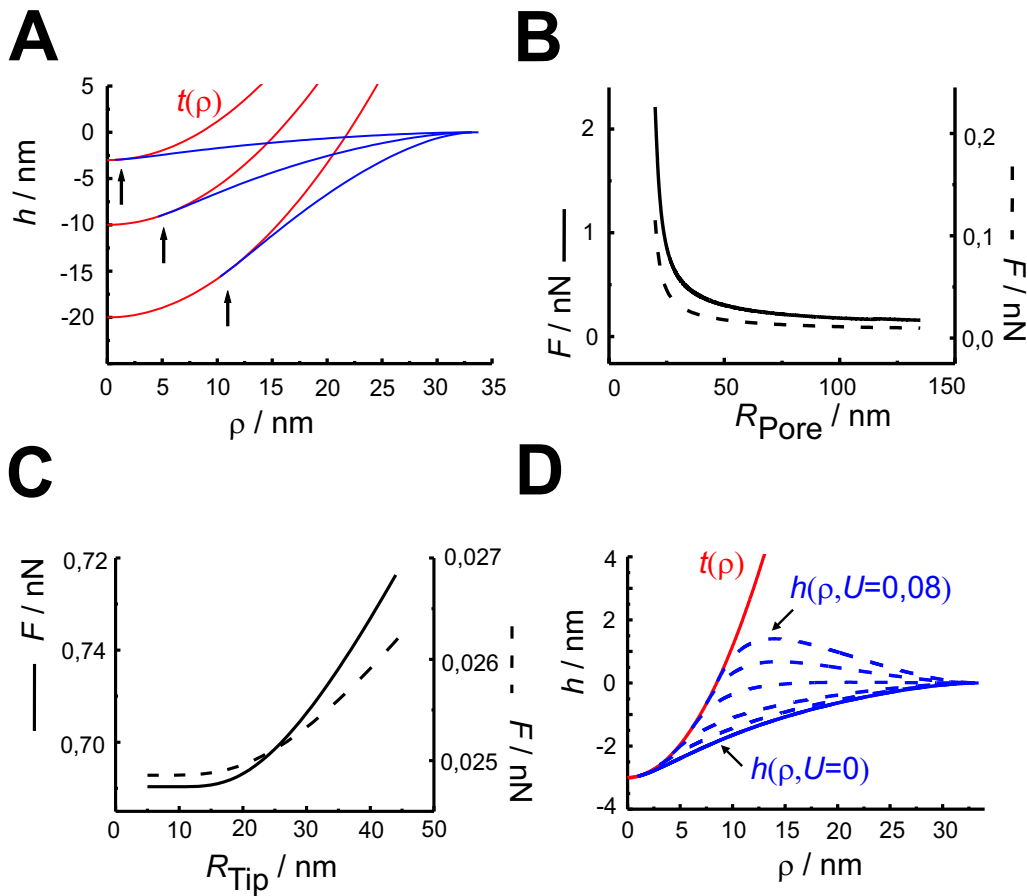 A
t(ρ)
5
0
-5
-10
-15
-20
h / nm
0 5 10 15 20 25 30 35
ρ / nm
B
2
1
0
F / nN
0,2
0,1
0,0
F / nN
0 50 100 150
RPore / nm
C
0,72
0,74
0,70
F / nN
0,027
0,026
0,025
F / nN
0 10 20 30 40 50
RTip / nm
D
t(ρ)
h(ρ,U=0,08)
h(ρ,U=0)
4
2
0
-2
-4
h / nm
0 5 10 15 20 25 30
ρ / nm